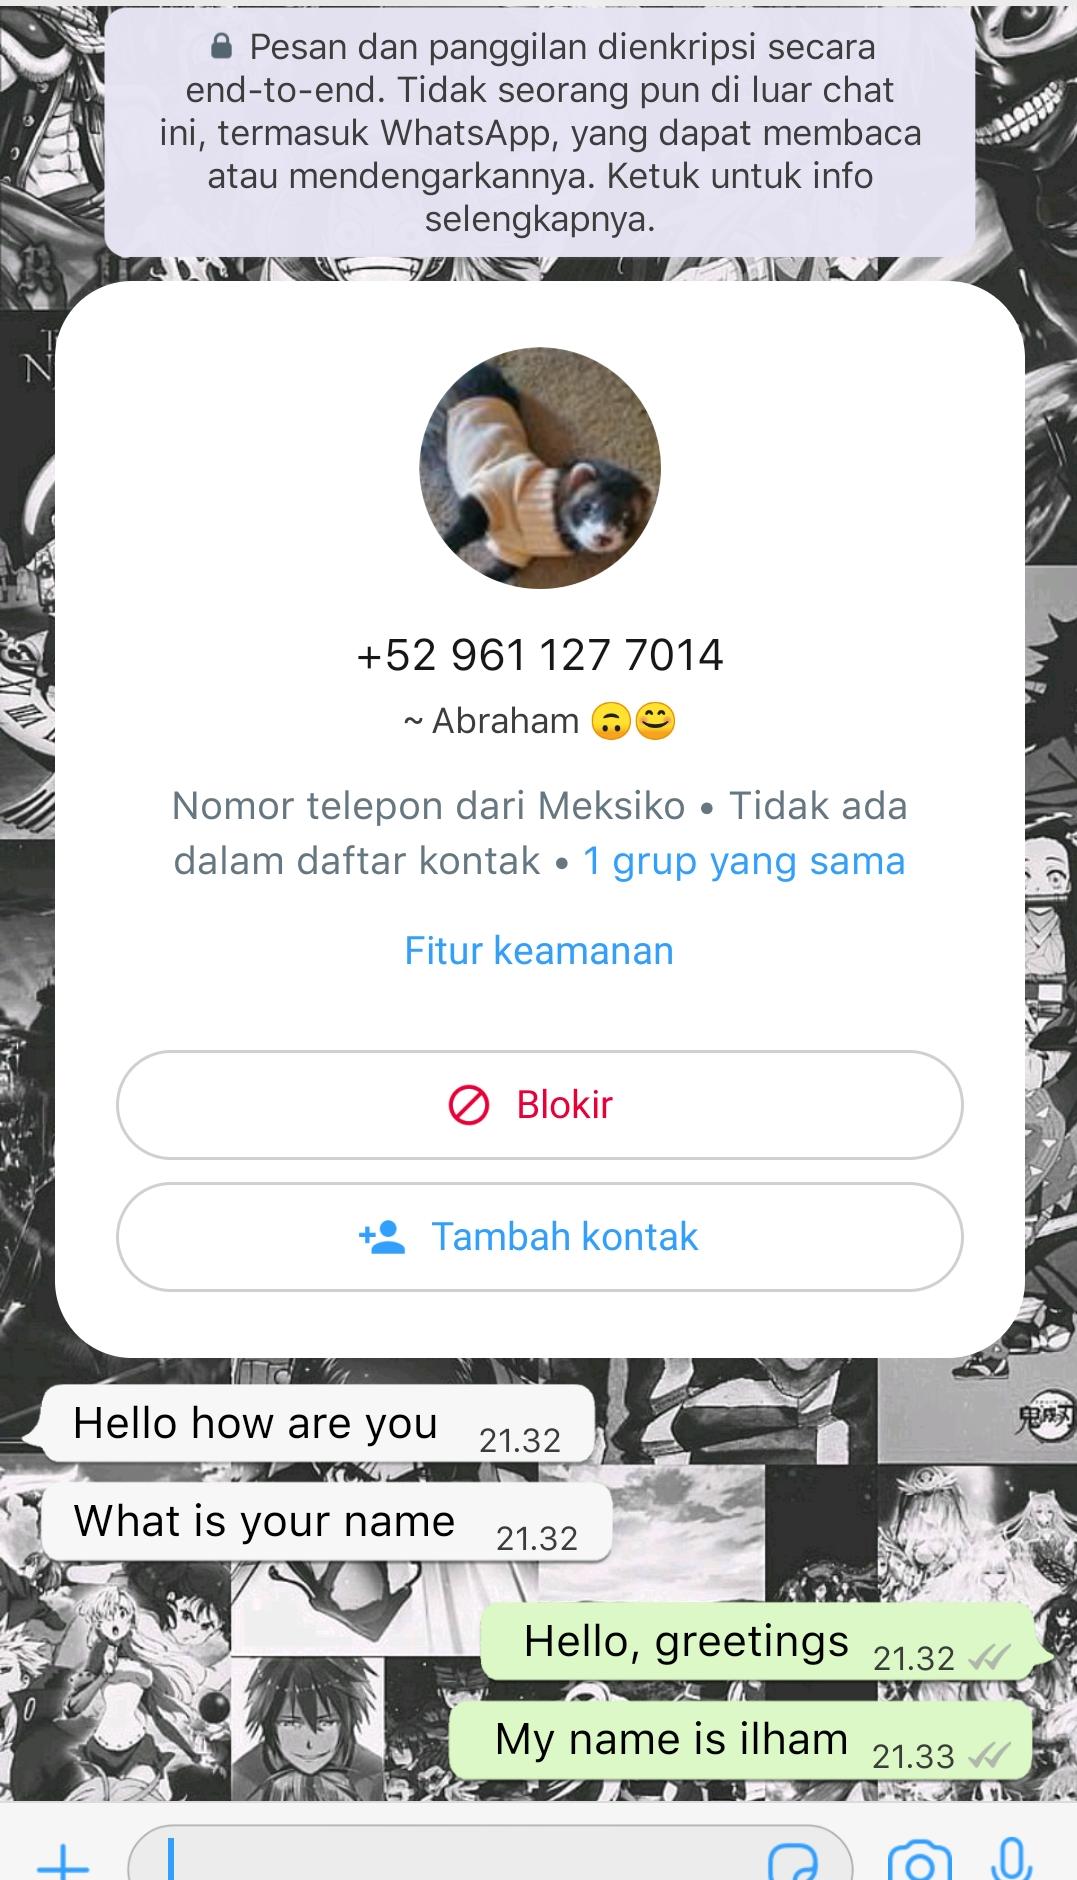 Pesan dan panggilan dienkripsi secara
end-to-end. Tidak seorang pun di luar chat
ini, termasuk WhatsApp, yang dapat membaca
atau mendengarkannya. Ketuk untuk info
selengkapnya.
+52 961 127 7014
~ Abraham 🙃😊
Nomor telepon dari Meksiko • Tidak ada
dalam daftar kontak • 1 grup yang sama
Fitur keamanan
Blokir
Tambah kontak
Hello how are you 21.32
What is your name 21.32
Hello, greetings 21.32
My name is ilham 21.33